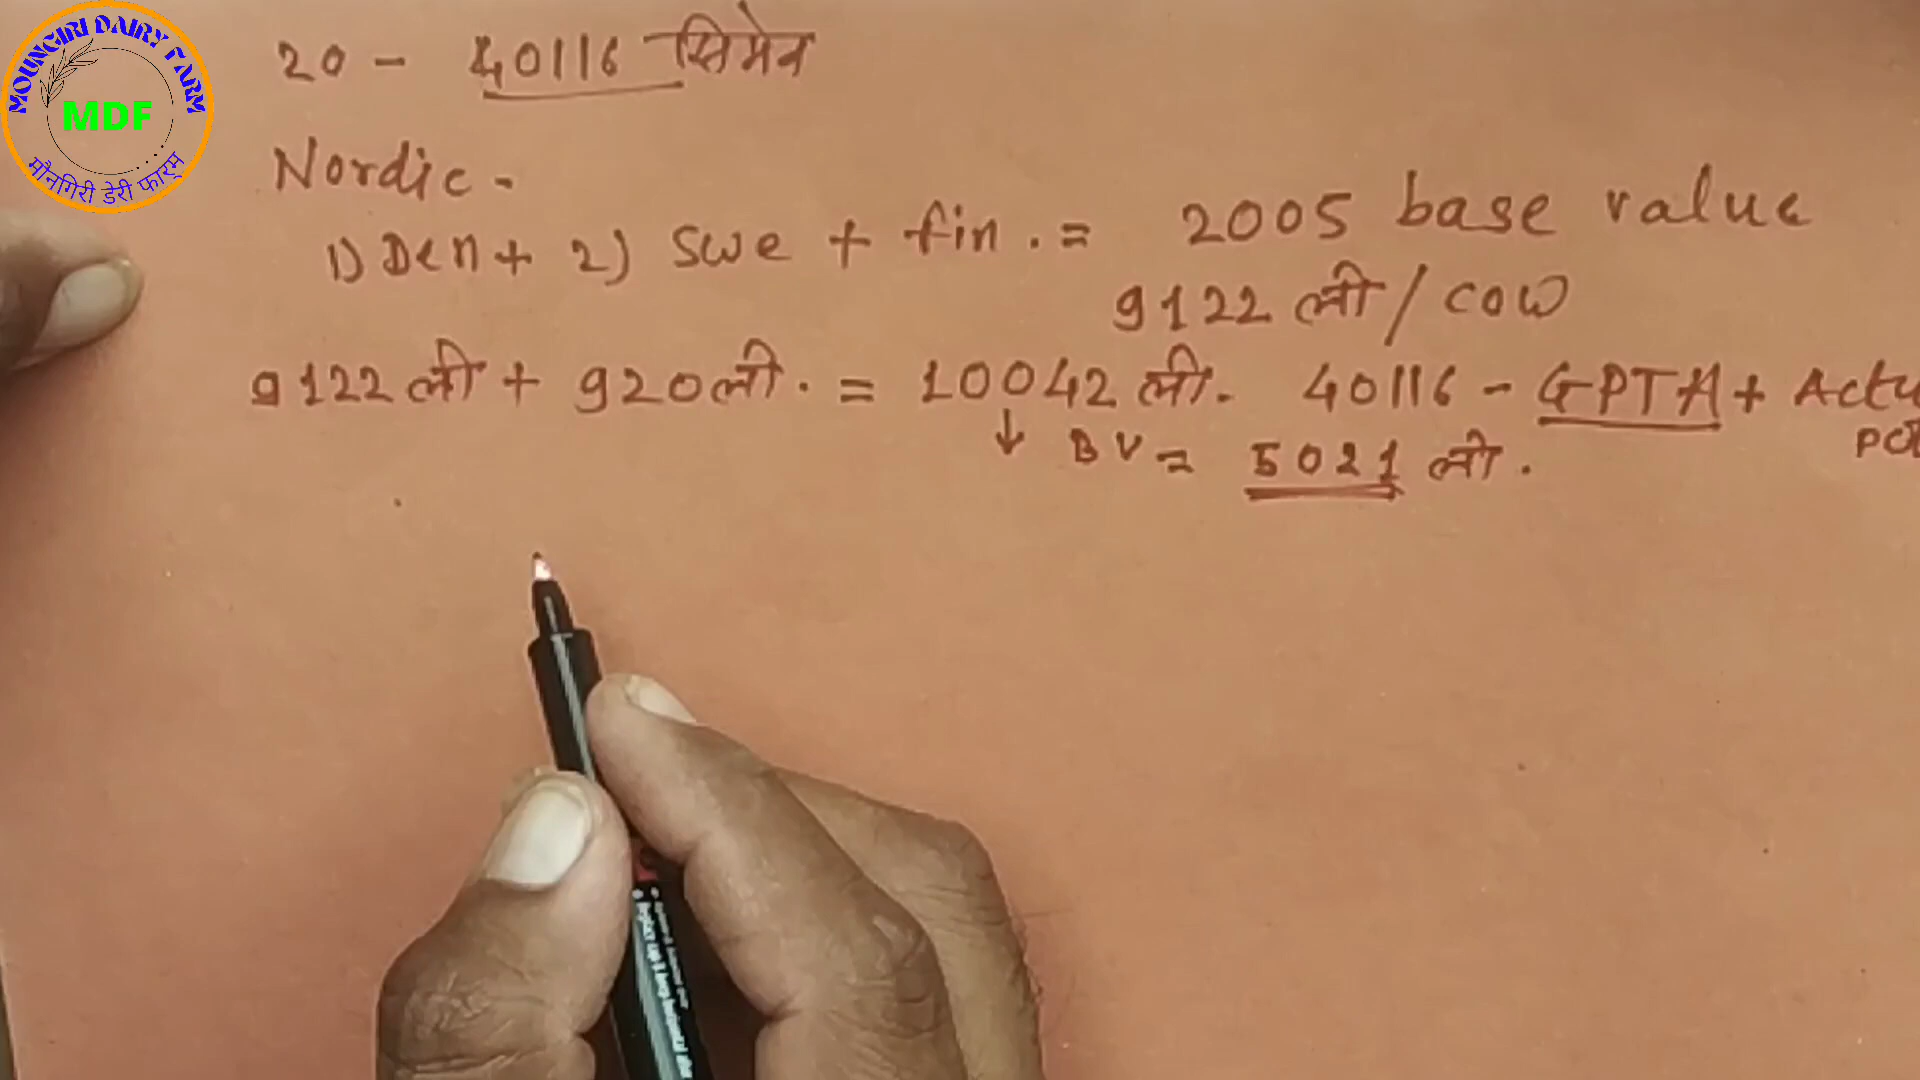 MOUNGIRI DAIRY FARM
MDF
मौनगिरी डेरी फार्म
20 - 40116 सिमेन
Nordic -
1) Den + 2) swe + fin . = 2005 base value
9122 ली / cow
9122 ली + 920 ली . = 10042 ली . 40116 - GPTA +
↓ BV = 5021 ली .